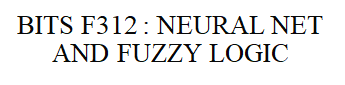 BITS F312 : NEURAL NET
AND FUZZY LOGIC